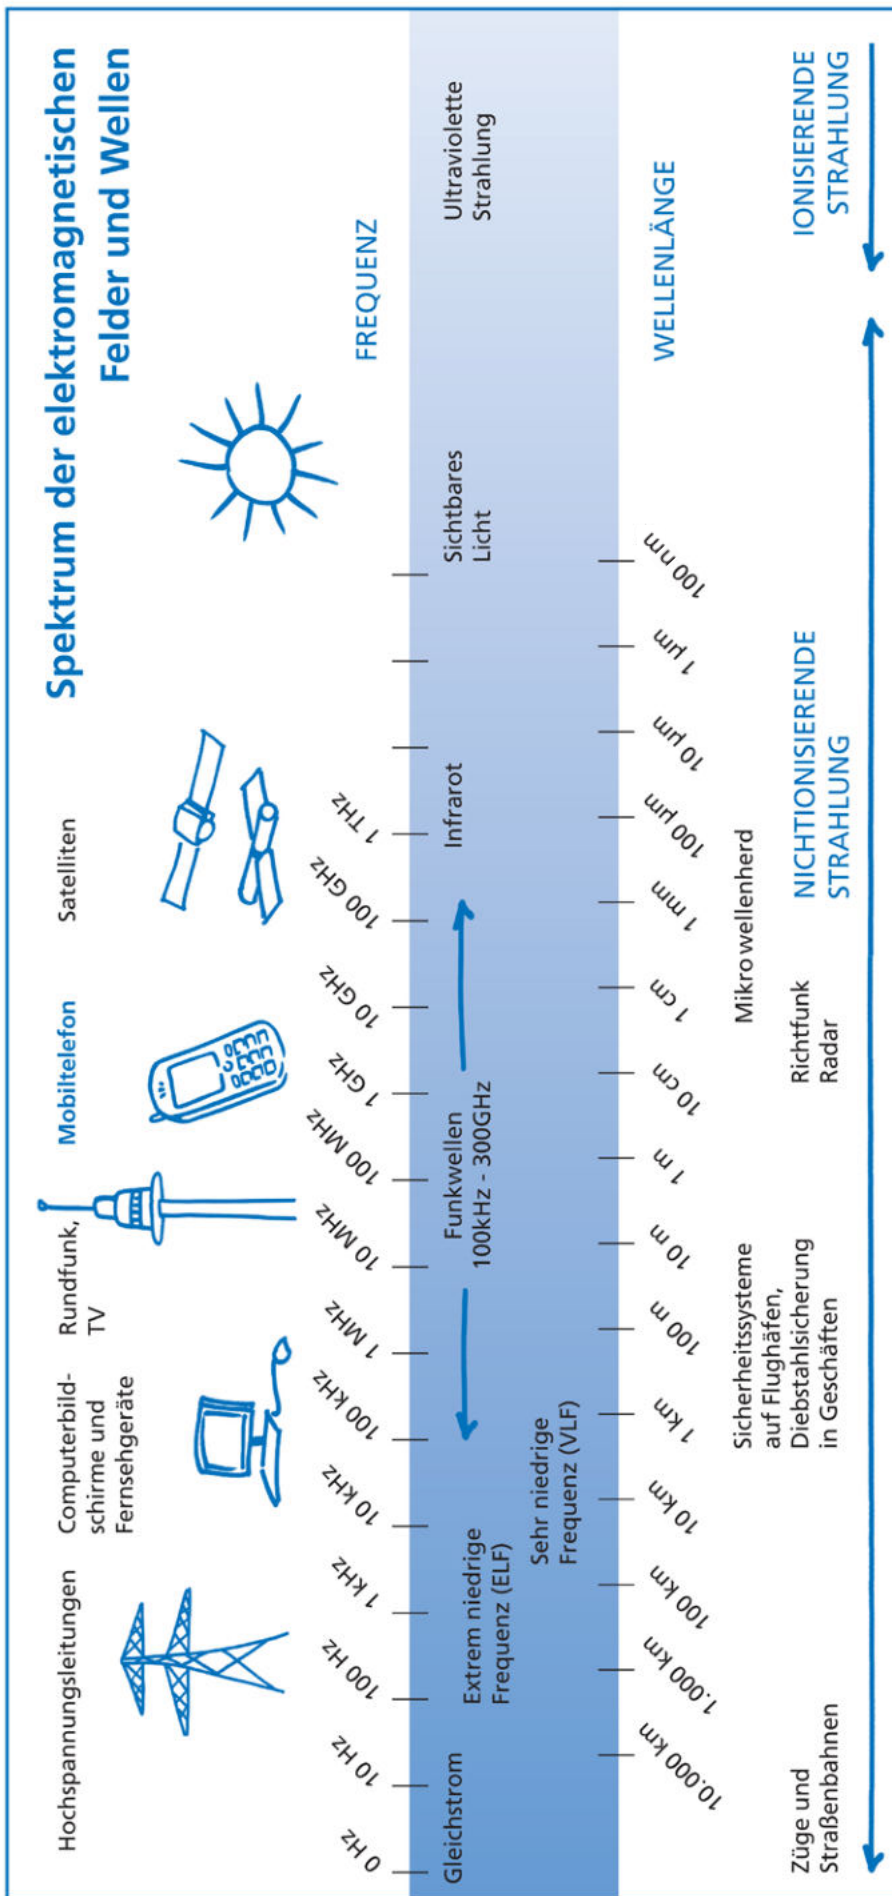 Spektrum der elektromagnetischen
Felder und Wellen
Hochspannungsleitungen
Computerbild-
schirme und
Fernsehgeräte
Rundfunk,
TV
Mobiltelefon
Satelliten
FREQUENZ
0 Hz
10 Hz
100 Hz
1 kHz
10 kHz
100 kHz
1 MHz
10 MHz
100 MHz
1 GHz
10 GHz
100 GHz
1 THz
Gleichstrom
Extrem niedrige
Frequenz (ELF)
Sehr niedrige
Frequenz (VLF)
Funkwellen
100kHz - 300GHz
Infrarot
Sichtbares
Licht
Ultraviolette
Strahlung
WELLENLÄNGE
10.000 km
1.000 km
100 km
10 km
1 km
100 m
10 m
1 m
10 cm
1 cm
1 mm
100 µm
10 µm
1 µm
100 nm
Züge und
Straßenbahnen
Sicherheitssysteme
auf Flughäfen,
Diebstahlsicherung
in Geschäften
Richtfunk
Radar
Mikrowellenherd
NICHTIONISIERENDE
STRAHLUNG
IONISIERENDE
STRAHLUNG